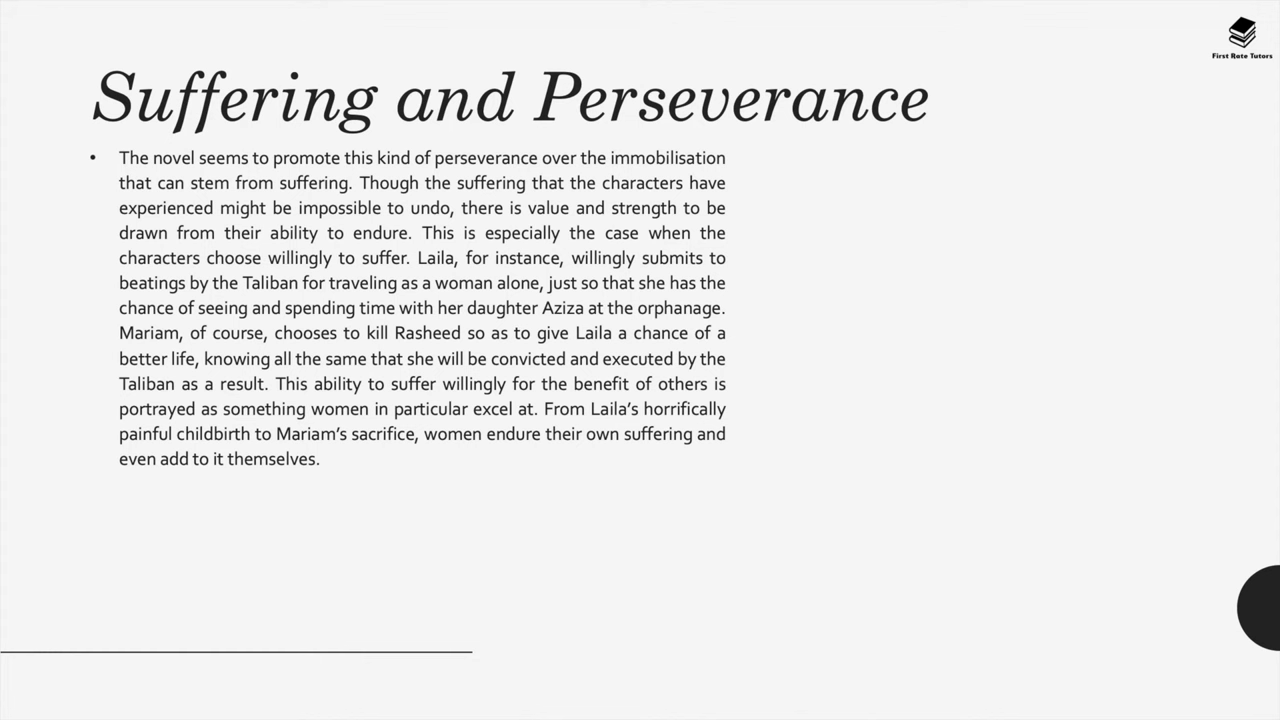 First Rate Tutors
Suffering and Perseverance
• The novel seems to promote this kind of perseverance over the immobilisation
that can stem from suffering. Though the suffering that the characters have
experienced might be impossible to undo, there is value and strength to be
drawn from their ability to endure. This is especially the case when the
characters choose willingly to suffer. Laila, for instance, willingly submits to
beatings by the Taliban for traveling as a woman alone, just so that she has the
chance of seeing and spending time with her daughter Aziza at the orphanage.
Mariam, of course, chooses to kill Rasheed so as to give Laila a chance of a
better life, knowing all the same that she will be convicted and executed by the
Taliban as a result. This ability to suffer willingly for the benefit of others is
portrayed as something women in particular excel at. From Laila’s horrifically
painful childbirth to Mariam’s sacrifice, women endure their own suffering and
even add to it themselves.